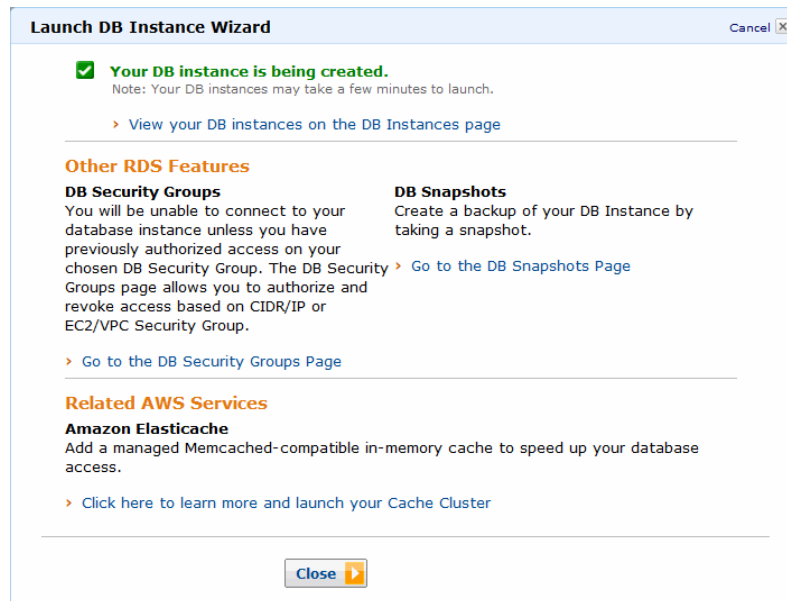 Launch DB Instance Wizard
Cancel
Your DB instance is being created.
Note: Your DB instances may take a few minutes to launch.
View your DB instances on the DB Instances page
Other RDS Features
DB Security Groups
You will be unable to connect to your
database instance unless you have
previously authorized access on your
chosen DB Security Group. The DB Security
Groups page allows you to authorize and
revoke access based on CIDR/IP or
EC2/VPC Security Group.
Go to the DB Security Groups Page
DB Snapshots
Create a backup of your DB Instance by
taking a snapshot.
Go to the DB Snapshots Page
Related AWS Services
Amazon Elasticache
Add a managed Memcached-compatible in-memory cache to speed up your database
access.
Click here to learn more and launch your Cache Cluster
Close